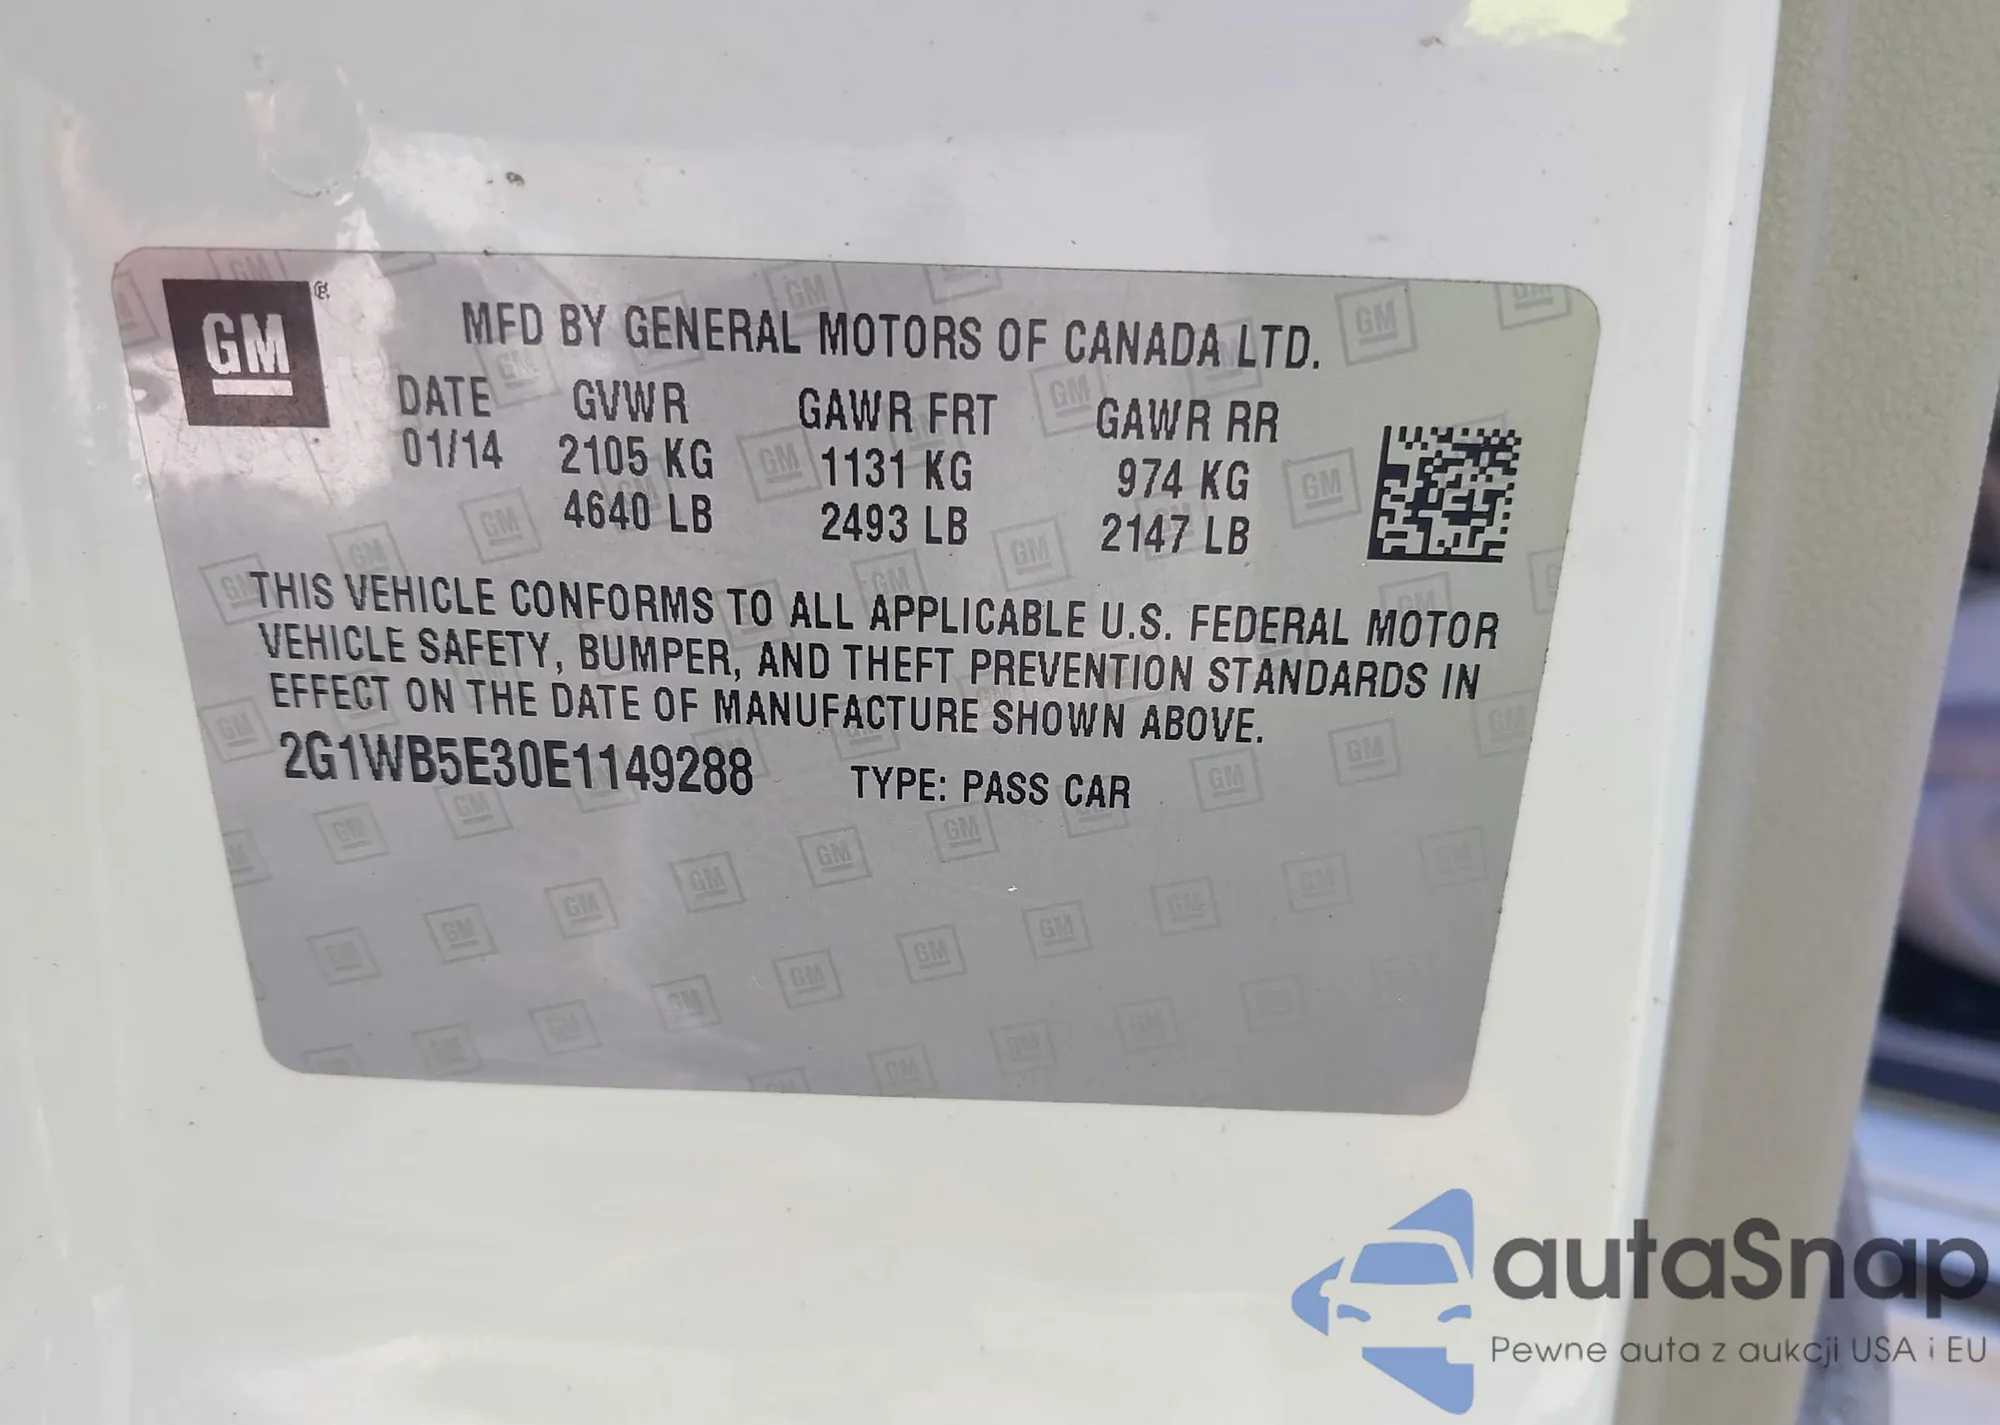 GM
MFD BY GENERAL MOTORS OF CANADA LTD.
DATE GVWR GAWR FRT GAWR RR
01/14 2105 KG 1131 KG 974 KG
4640 LB 2493 LB 2147 LB
THIS VEHICLE CONFORMS TO ALL APPLICABLE U.S. FEDERAL MOTOR
VEHICLE SAFETY, BUMPER, AND THEFT PREVENTION STANDARDS IN
EFFECT ON THE DATE OF MANUFACTURE SHOWN ABOVE.
2G1WB5E30E1149288 TYPE: PASS CAR
autaSnap
Pewne auta z aukcji USA i EU